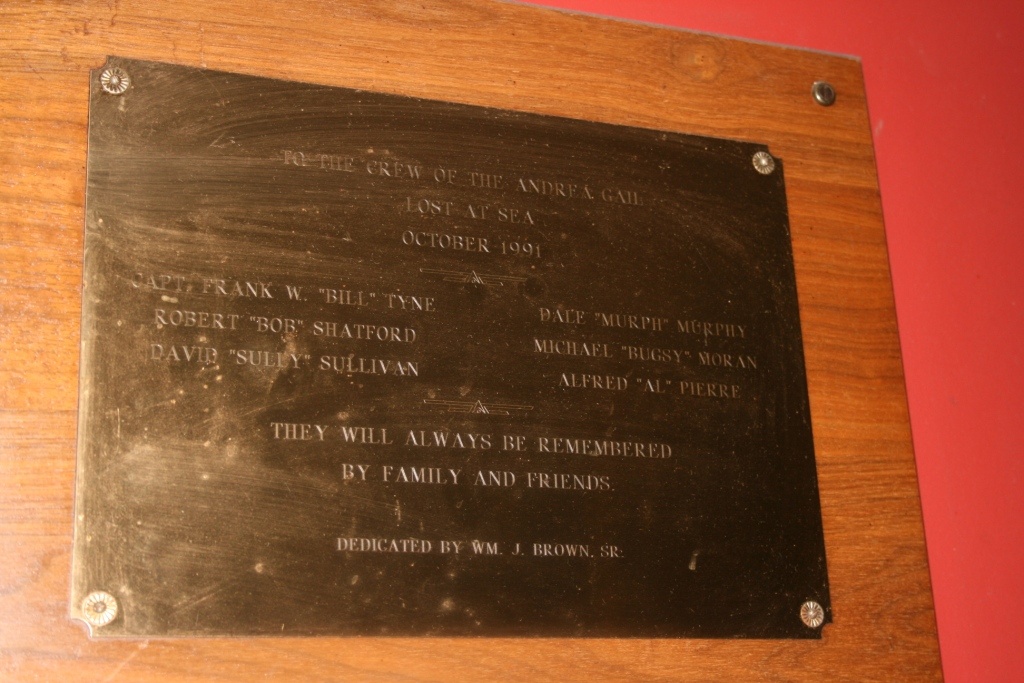 TO THE CREW OF THE ANDREA GAIL
LOST AT SEA
OCTOBER 1991
CAPT. FRANK W. "BILL" TYNE
ROBERT "BOB" SHATFORD
DAVID "SULLY" SULLIVAN
DALE "MURPH" MURPHY
MICHAEL "BUGSY" MORAN
ALFRED "AL" PIERRE
THEY WILL ALWAYS BE REMEMBERED
BY FAMILY AND FRIENDS.
DEDICATED BY WM. J. BROWN, SR.